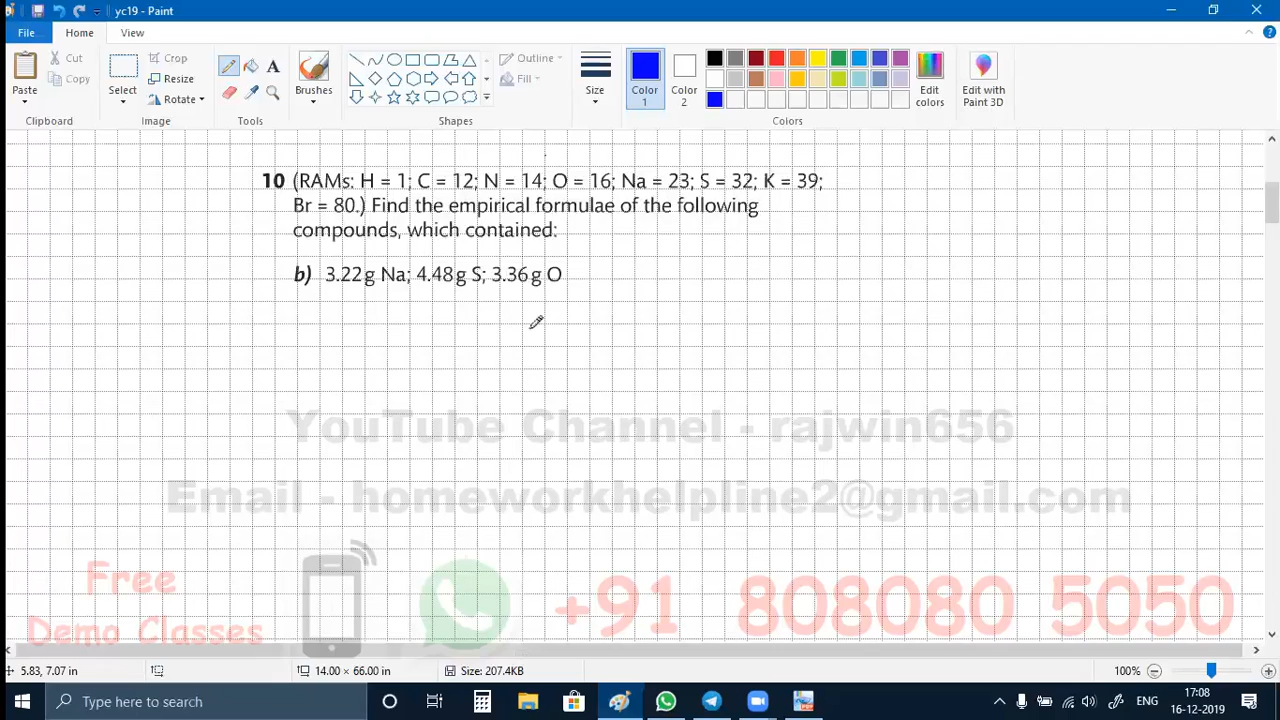 yc19 - Paint
File
Home
View
Paste
Cut
Copy
Clipboard
Select
Crop
Resize
Rotate
Image
A
Tools
Brushes
Outline
Fill
Shapes
Size
Color 1
Color 2
Edit colors
Edit with Paint 3D
Colors
10 (RAMs: H = 1; C = 12; N = 14; O = 16; Na = 23; S = 32; K = 39;
Br = 80.) Find the empirical formulae of the following
compounds, which contained:
b) 3.22g Na; 4.48g S; 3.36g O
YouTube Channel - rajwin656
Email - homeworkhelpline2@gmail.com
Free
Demo Classes
+91 808080 5050
5.83, 7.07 in
14.00 × 66.00 in
Size: 207.4KB
100%
Type here to search
ENG
17:08
16-12-2019